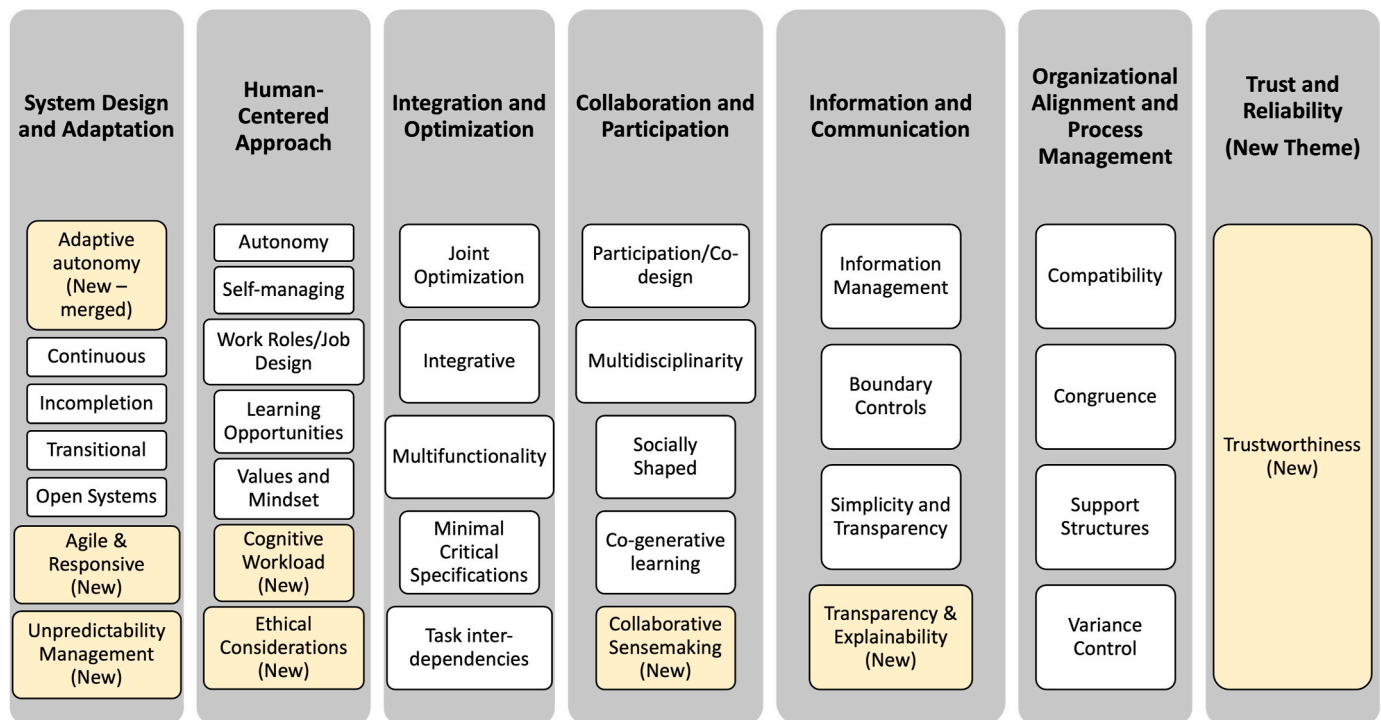 System Design
and Adaptation
Adaptive
autonomy
(New –
merged)
Continuous
Incompletion
Transitional
Open Systems
Agile &
Responsive
(New)
Unpredictability
Management
(New)
Human-
Centered
Approach
Autonomy
Self-managing
Work Roles/Job
Design
Learning
Opportunities
Values and
Mindset
Cognitive
Workload
(New)
Ethical
Considerations
(New)
Integration and
Optimization
Joint
Optimization
Integrative
Multifunctionality
Minimal
Critical
Specifications
Task inter-
dependencies
Collaboration and
Participation
Participation/Co-
design
Multidisciplinarity
Socially
Shaped
Co-generative
learning
Collaborative
Sensemaking
(New)
Information and
Communication
Information
Management
Boundary
Controls
Simplicity and
Transparency
Transparency &
Explainability
(New)
Organizational
Alignment and
Process
Management
Compatibility
Congruence
Support
Structures
Variance
Control
Trust and
Reliability
(New Theme)
Trustworthiness
(New)